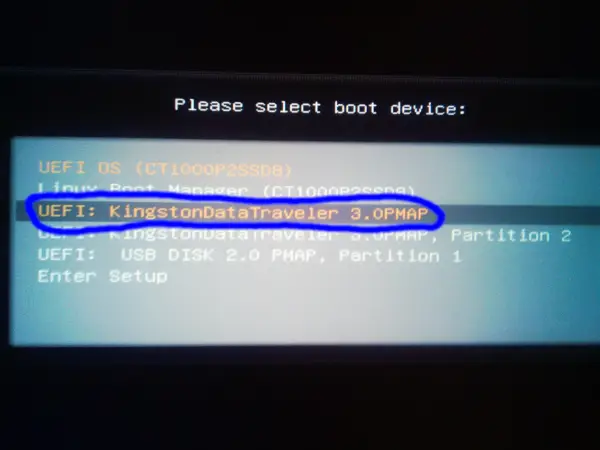 Please select boot device:
UEFI OS (CT1000P2SSD8)
Linux Boot Manager (CT1000P2SSD8)
UEFI: KingstonDataTraveler 3.0PMAP
UEFI: KingstonDataTraveler 3.0PMAP, Partition 2
UEFI:  USB DISK 2.0 PMAP, Partition 1
Enter Setup